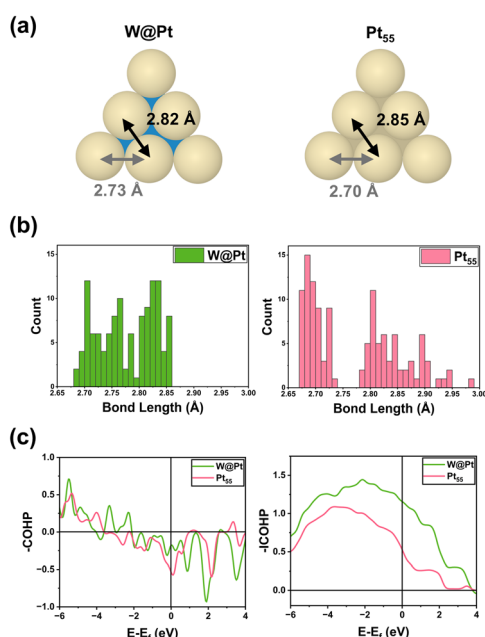 (a)
W@Pt
Pt55
2.82 Å
2.85 Å
2.73 Å
2.70 Å
(b)
W@Pt
Count
15
10
5
0
2.65 2.70 2.75 2.80 2.85 2.90 2.95 3.00
Bond Length (Å)
Pt55
Count
15
10
5
0
2.65 2.70 2.75 2.80 2.85 2.90 2.95 3.00
Bond Length (Å)
(c)
W@Pt
Pt55
-COHP
1.0
0.5
0.0
-0.5
-1.0
-6 -4 -2 0 2 4
E-Ef (eV)
W@Pt
Pt55
-ICOHP
1.5
1.0
0.5
0.0
-6 -4 -2 0 2 4
E-Ef (eV)